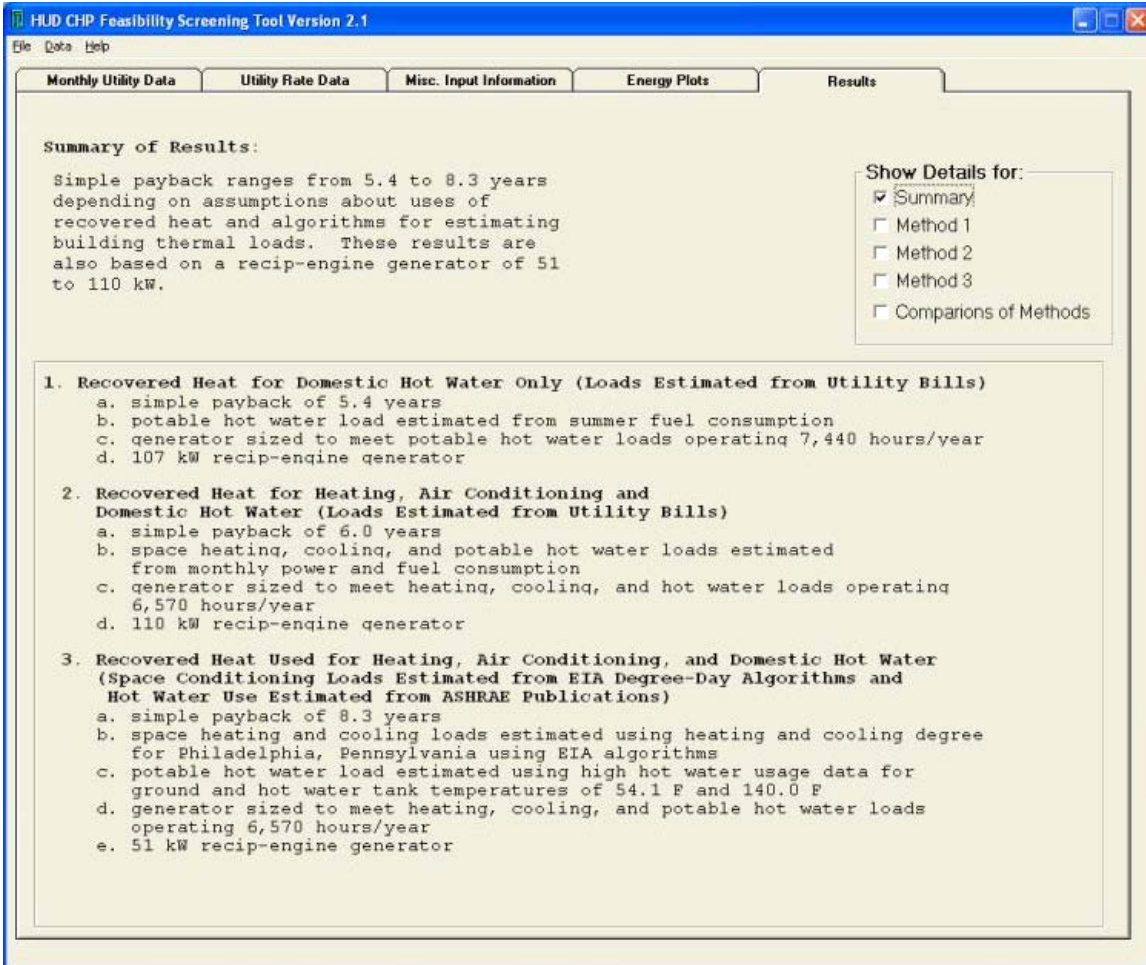 HUD CHP Feasibility Screening Tool Version 2.1
File Data Help
Monthly Utility Data Utility Rate Data Misc. Input Information Energy Plots Results
Summary of Results:
Simple payback ranges from 5.4 to 8.3 years
depending on assumptions about uses of
recovered heat and algorithms for estimating
building thermal loads. These results are
also based on a recip-engine generator of 51
to 110 kW.
Show Details for:
Summary
Method 1
Method 2
Method 3
Comparions of Methods
1. Recovered Heat for Domestic Hot Water Only (Loads Estimated from Utility Bills)
a. simple payback of 5.4 years
b. potable hot water load estimated from summer fuel consumption
c. generator sized to meet potable hot water loads operating 7,440 hours/year
d. 107 kW recip-engine generator
2. Recovered Heat for Heating, Air Conditioning and
Domestic Hot Water (Loads Estimated from Utility Bills)
a. simple payback of 6.0 years
b. space heating, cooling, and potable hot water loads estimated
from monthly power and fuel consumption
c. generator sized to meet heating, cooling, and hot water loads operating
6,570 hours/year
d. 110 kW recip-engine generator
3. Recovered Heat Used for Heating, Air Conditioning, and Domestic Hot Water
(Space Conditioning Loads Estimated from EIA Degree-Day Algorithms and
Hot Water Use Estimated from ASHRAE Publications)
a. simple payback of 8.3 years
b. space heating and cooling loads estimated using heating and cooling degree
for Philadelphia, Pennsylvania using EIA algorithms
c. potable hot water load estimated using high hot water usage data for
ground and hot water tank temperatures of 54.1 F and 140.0 F
d. generator sized to meet heating, cooling, and potable hot water loads
operating 6,570 hours/year
e. 51 kW recip-engine generator